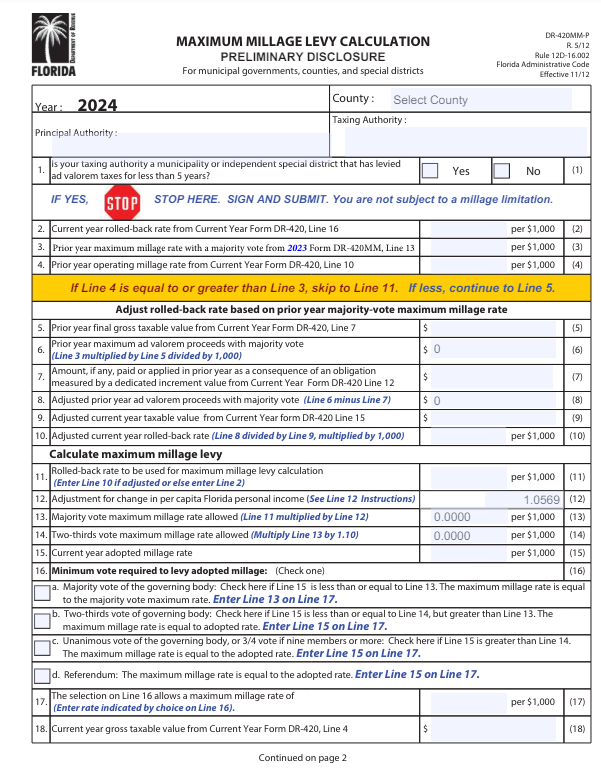 FLORIDA
DEPARTMENT OF REVENUE
MAXIMUM MILLAGE LEVY CALCULATION
PRELIMINARY DISCLOSURE
For municipal governments, counties, and special districts
DR-420MM-P
R. 5/12
Rule 12D-16.002
Florida Administrative Code
Effective 11/12
Year : 2024
County : Select County
Principal Authority :
Taxing Authority :
1. Is your taxing authority a municipality or independent special district that has levied
ad valorem taxes for less than 5 years?
Yes No (1)
IF YES, STOP STOP HERE. SIGN AND SUBMIT. You are not subject to a millage limitation.
2. Current year rolled-back rate from Current Year Form DR-420, Line 16 per $1,000 (2)
3. Prior year maximum millage rate with a majority vote from 2023 Form DR-420MM, Line 13 per $1,000 (3)
4. Prior year operating millage rate from Current Year Form DR-420, Line 10 per $1,000 (4)
If Line 4 is equal to or greater than Line 3, skip to Line 11. If less, continue to Line 5.
Adjust rolled-back rate based on prior year majority-vote maximum millage rate
5. Prior year final gross taxable value from Current Year Form DR-420, Line 7 $ (5)
6. Prior year maximum ad valorem proceeds with majority vote
(Line 3 multiplied by Line 5 divided by 1,000) $ 0 (6)
7. Amount, if any, paid or applied in prior year as a consequence of an obligation
measured by a dedicated increment value from Current Year Form DR-420 Line 12 $ (7)
8. Adjusted prior year ad valorem proceeds with majority vote (Line 6 minus Line 7) $ 0 (8)
9. Adjusted current year taxable value from Current Year form DR-420 Line 15 $ (9)
10. Adjusted current year rolled-back rate (Line 8 divided by Line 9, multiplied by 1,000) per $1,000 (10)
Calculate maximum millage levy
11. Rolled-back rate to be used for maximum millage levy calculation
(Enter Line 10 if adjusted or else enter Line 2) per $1,000 (11)
12. Adjustment for change in per capita Florida personal income (See Line 12 Instructions) 1.0569 (12)
13. Majority vote maximum millage rate allowed (Line 11 multiplied by Line 12) 0.0000 per $1,000 (13)
14. Two-thirds vote maximum millage rate allowed (Multiply Line 13 by 1.10) 0.0000 per $1,000 (14)
15. Current year adopted millage rate per $1,000 (15)
16. Minimum vote required to levy adopted millage: (Check one) (16)
a. Majority vote of the governing body: Check here if Line 15 is less than or equal to Line 13. The maximum millage rate is equal
to the majority vote maximum rate. Enter Line 13 on Line 17.
b. Two-thirds vote of governing body: Check here if Line 15 is less than or equal to Line 14, but greater than Line 13. The
maximum millage rate is equal to adopted rate. Enter Line 15 on Line 17.
c. Unanimous vote of the governing body, or 3/4 vote if nine members or more: Check here if Line 15 is greater than Line 14.
The maximum millage rate is equal to the adopted rate. Enter Line 15 on Line 17.
d. Referendum: The maximum millage rate is equal to the adopted rate. Enter Line 15 on Line 17.
17. The selection on Line 16 allows a maximum millage rate of
(Enter rate indicated by choice on Line 16). per $1,000 (17)
18. Current year gross taxable value from Current Year Form DR-420, Line 4 $ (18)
Continued on page 2